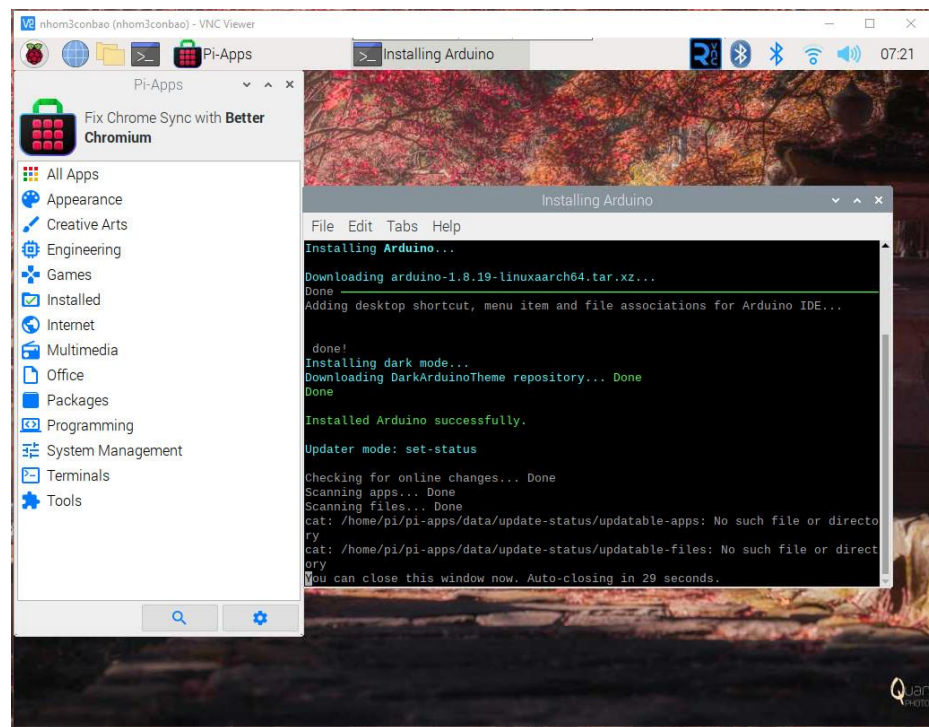 nhom3conbao (nhom3conbao) - VNC Viewer
Pi-Apps
Installing Arduino
07:21
Pi-Apps
Fix Chrome Sync with Better
Chromium
All Apps
Appearance
Creative Arts
Engineering
Games
Installed
Internet
Multimedia
Office
Packages
Programming
System Management
Terminals
Tools
Installing Arduino
File Edit Tabs Help
Installing Arduino...
Downloading arduino-1.8.19-linuxaarch64.tar.xz...
Done
Adding desktop shortcut, menu item and file associations for Arduino IDE...
done!
Installing dark mode...
Downloading DarkArduinoTheme repository... Done
Done
Installed Arduino successfully.
Updater mode: set-status
Checking for online changes... Done
Scanning apps... Done
Scanning files... Done
cat: /home/pi/pi-apps/data/update-status/updatable-apps: No such file or directo
ry
cat: /home/pi/pi-apps/data/update-status/updatable-files: No such file or direct
ory
You can close this window now. Auto-closing in 29 seconds.